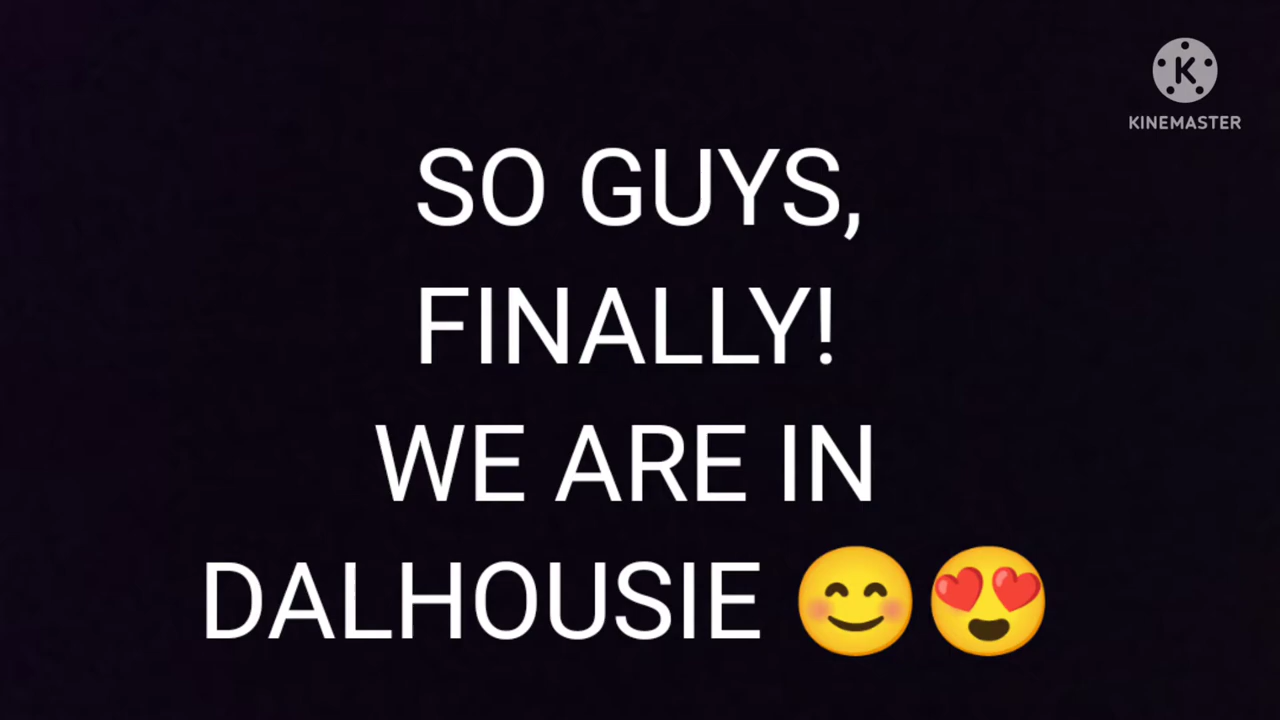 KINEMASTER
SO GUYS,
FINALLY!
WE ARE IN
DALHOUSIE 😊😍